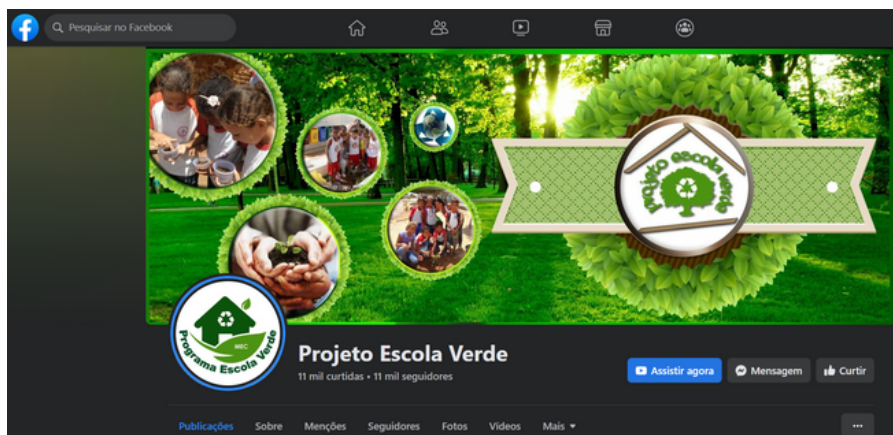 Pesquisar no Facebook
Projeto escola verde
Programa Escola Verde
MEC
Projeto Escola Verde
11 mil curtidas • 11 mil seguidores
Assistir agora
Mensagem
Curtir
Publicações Sobre Menções Seguidores Fotos Vídeos Mais